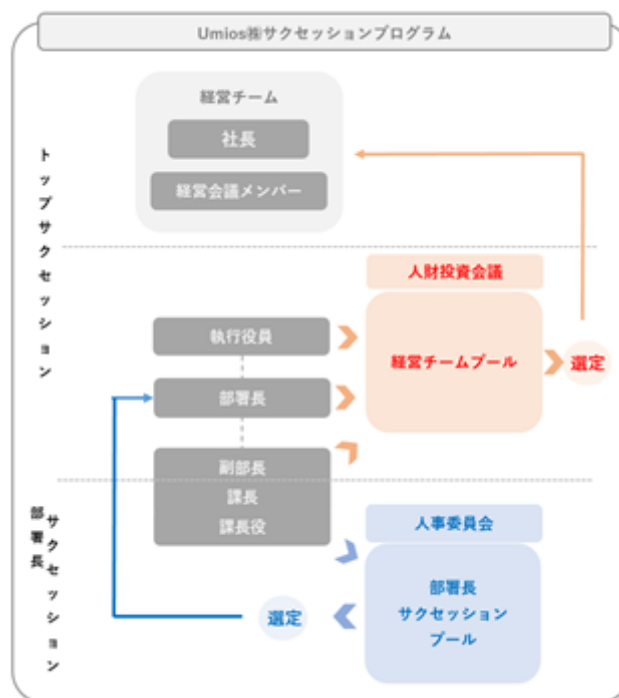 Umios㈱サクセッションプログラム
経営チーム
社長
経営会議メンバー
トップサクセッション
人財投資会議
執行役員
経営チームプール
選定
部署長
副部長
課長
課長役
部署長
サクセッション
人事委員会
部署長
サクセッション
プール
選定